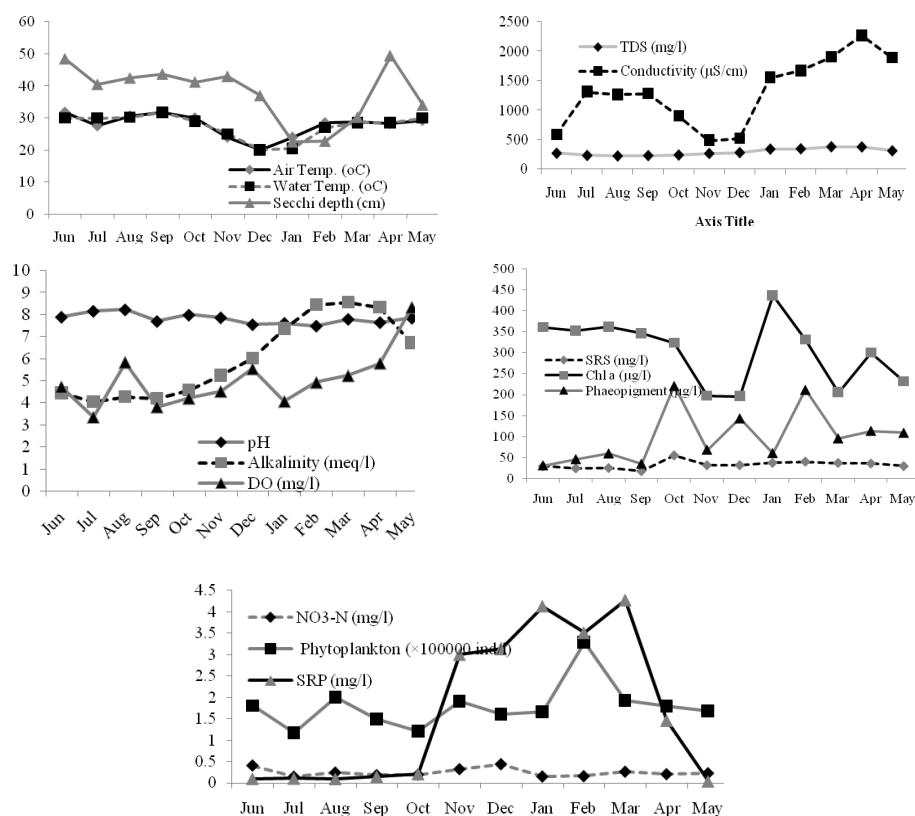 60
50
40
30
20
10
0
Air Temp. (oC)
Water Temp. (oC)
Secchi depth (cm)
Jun Jul Aug Sep Oct Nov Dec Jan Feb Mar Apr May
2500
2000
1500
1000
500
0
TDS (mg/l)
Conductivity (µS/cm)
Jun Jul Aug Sep Oct Nov Dec Jan Feb Mar Apr May
Axis Title
10
9
8
7
6
5
4
3
2
1
0
pH
Alkalinity (meq/l)
DO (mg/l)
Jun Jul Aug Sep Oct Nov Dec Jan Feb Mar Apr May
500
450
400
350
300
250
200
150
100
50
0
SRS (mg/l)
Chl a (µg/l)
Phaeopigment (µg/l)
Jun Jul Aug Sep Oct Nov Dec Jan Feb Mar Apr May
4.5
4
3.5
3
2.5
2
1.5
1
0.5
0
NO3-N (mg/l)
Phytoplankton (×100000 ind/l)
SRP (mg/l)
Jun Jul Aug Sep Oct Nov Dec Jan Feb Mar Apr May